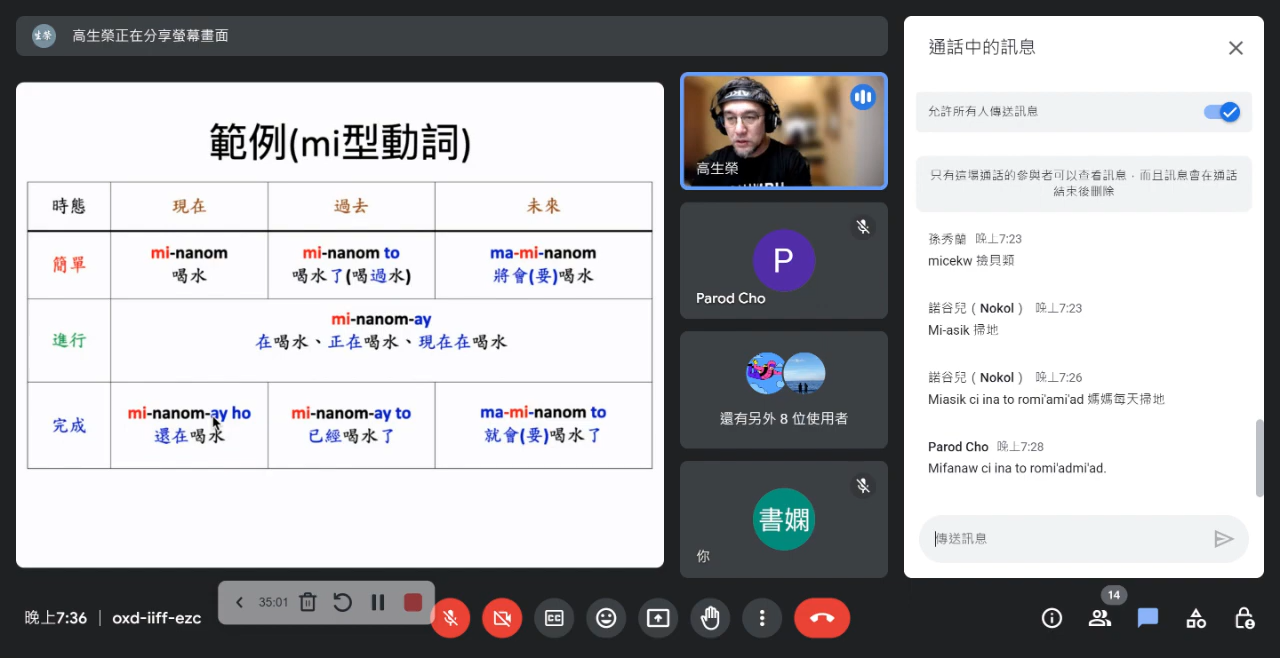 生榮 高生榮正在分享螢幕畫面
範例(mi型動詞)
時態 現在 過去 未來
簡單 mi-nanom mi-nanom to ma-mi-nanom
喝水 喝水了(喝過水) 將會(要)喝水
進行 mi-nanom-ay
在喝水、正在喝水、現在在喝水
完成 mi-nanom-ay ho mi-nanom-ay to ma-mi-nanom to
還在喝水 已經喝水了 就會(要)喝水了
高生榮
P
Parod Cho
還有另外 8 位使用者
書嫻
你
通話中的訊息
允許所有人傳送訊息
只有這場通話的參與者可以查看訊息，而且訊息會在通話
結束後刪除
孫秀蘭 晚上7:23
micekw 撿貝類
諾谷兒 ( Nokol ) 晚上7:23
Mi-asik 掃地
諾谷兒 ( Nokol ) 晚上7:26
Miasik ci ina to romi'ami'ad 媽媽每天掃地
Parod Cho 晚上7:28
Mifanaw ci ina to romi'admi'ad.
傳送訊息
晚上7:36 | oxd-iiff-ezc
35:01
CC
14